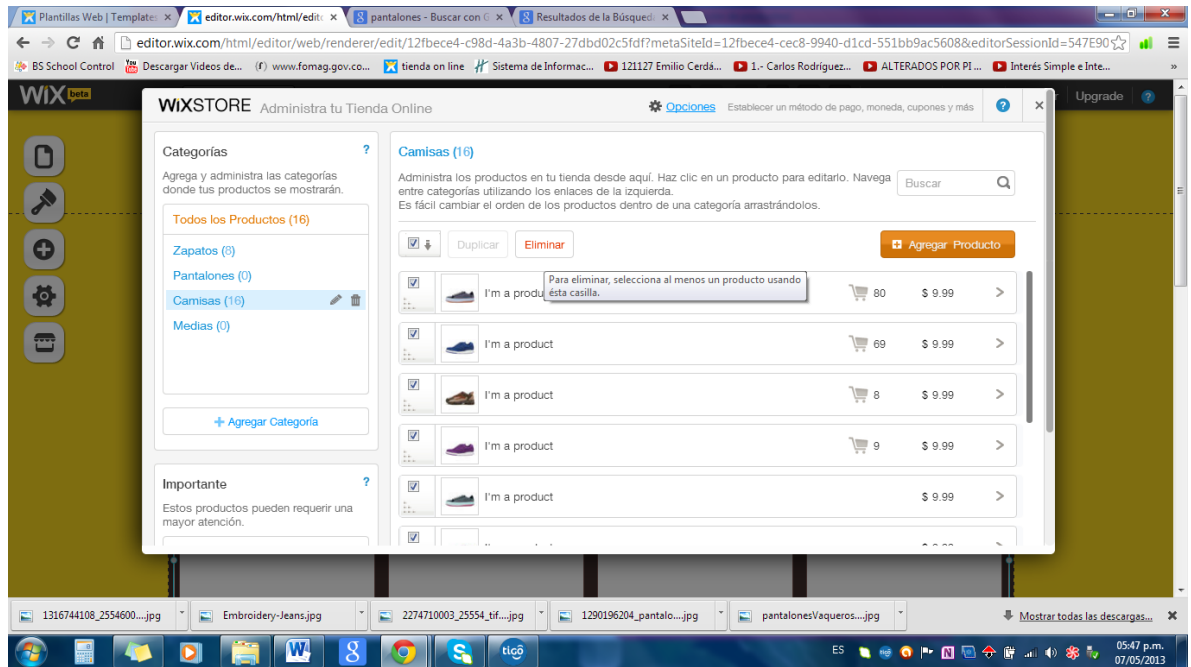 Plantillas Web | Templates
editor.wix.com/html/edito
pantalones - Buscar con G
Resultados de la Búsqued
editor.wix.com/html/editor/web/renderer/edit/12fbece4-c98d-4a3b-4807-27dbd02c5fdf?metaSiteId=12fbece4-cec8-9940-d1cd-551bb9ac5608&editorSessionId=547E90
BS School Control
Descargar Videos de...
www.fomag.gov.co...
tienda on line
Sistema de Informac...
121127 Emilio Cerdá...
1.- Carlos Rodríguez...
ALTERADOS POR PI ...
Interés Simple e Inte...
»
WiX beta
Upgrade
?
WiXSTORE Administra tu Tienda Online
Opciones Establecer un método de pago, moneda, cupones y más
?
Categorías ?
Agrega y administra las categorías
donde tus productos se mostrarán.
Todos los Productos (16)
Zapatos (8)
Pantalones (0)
Camisas (16)
Medias (0)
+ Agregar Categoría
Importante ?
Estos productos pueden requerir una
mayor atención.
Camisas (16)
Administra los productos en tu tienda desde aquí. Haz clic en un producto para editarlo. Navega
entre categorías utilizando los enlaces de la izquierda.
Es fácil cambiar el orden de los productos dentro de una categoría arrastrándolos.
Buscar
Duplicar
Eliminar
Agregar Producto
Para eliminar, selecciona al menos un producto usando
ésta casilla.
I'm a produ 80 $ 9.99 >
I'm a product 69 $ 9.99 >
I'm a product 8 $ 9.99 >
I'm a product 9 $ 9.99 >
I'm a product $ 9.99 >
1316744108_2554600....jpg
Embroidery-Jeans.jpg
2274710003_25554_tif....jpg
1290196204_pantalo....jpg
pantalonesVaqueros....jpg
Mostrar todas las descargas...
tigo
ES
05:47 p.m.
07/05/2013